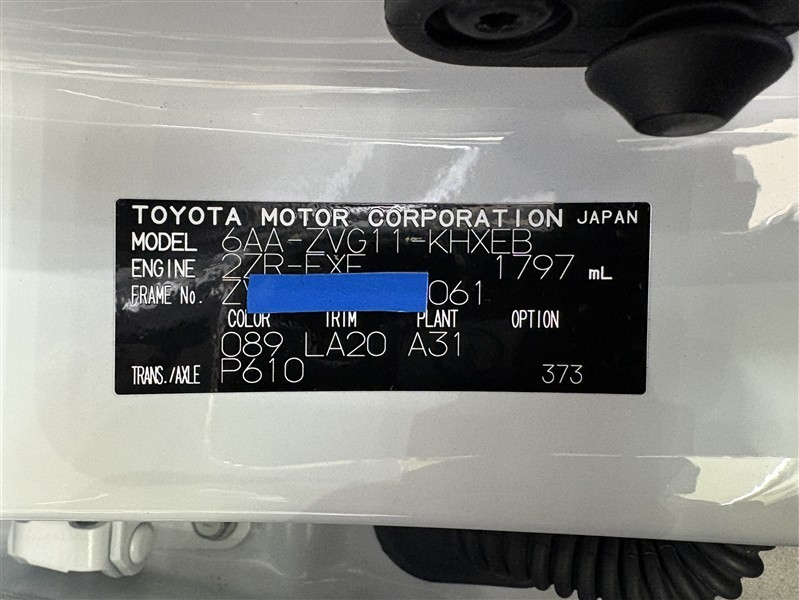 TOYOTA MOTOR CORPORATION JAPAN
MODEL 6AA-ZVG11-KHXEB
ENGINE 2ZR-FXE 1797 mL
FRAME No. ZV 061
COLOR TRIM PLANT OPTION
089 LA20 A31
TRANS./AXLE P610 373